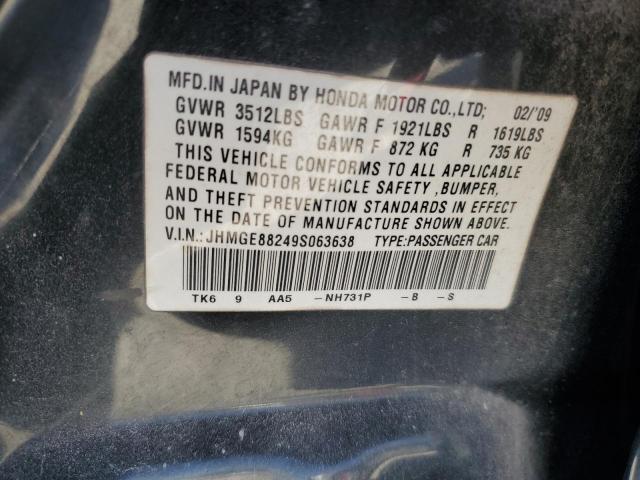 MFD.IN JAPAN BY HONDA MOTOR CO.,LTD; 02/'09
GVWR 3512LBS GAWR F 1921LBS R 1619LBS
GVWR 1594KG GAWR F 872 KG R 735 KG
THIS VEHICLE CONFORMS TO ALL APPLICABLE
FEDERAL MOTOR VEHICLE SAFETY ,BUMPER,
AND THEFT PREVENTION STANDARDS IN EFFECT
ON THE DATE OF MANUFACTURE SHOWN ABOVE.
V.I.N.:JHMGE88249S063638 TYPE:PASSENGER CAR
TK6 9 AA5 -NH731P -B -S